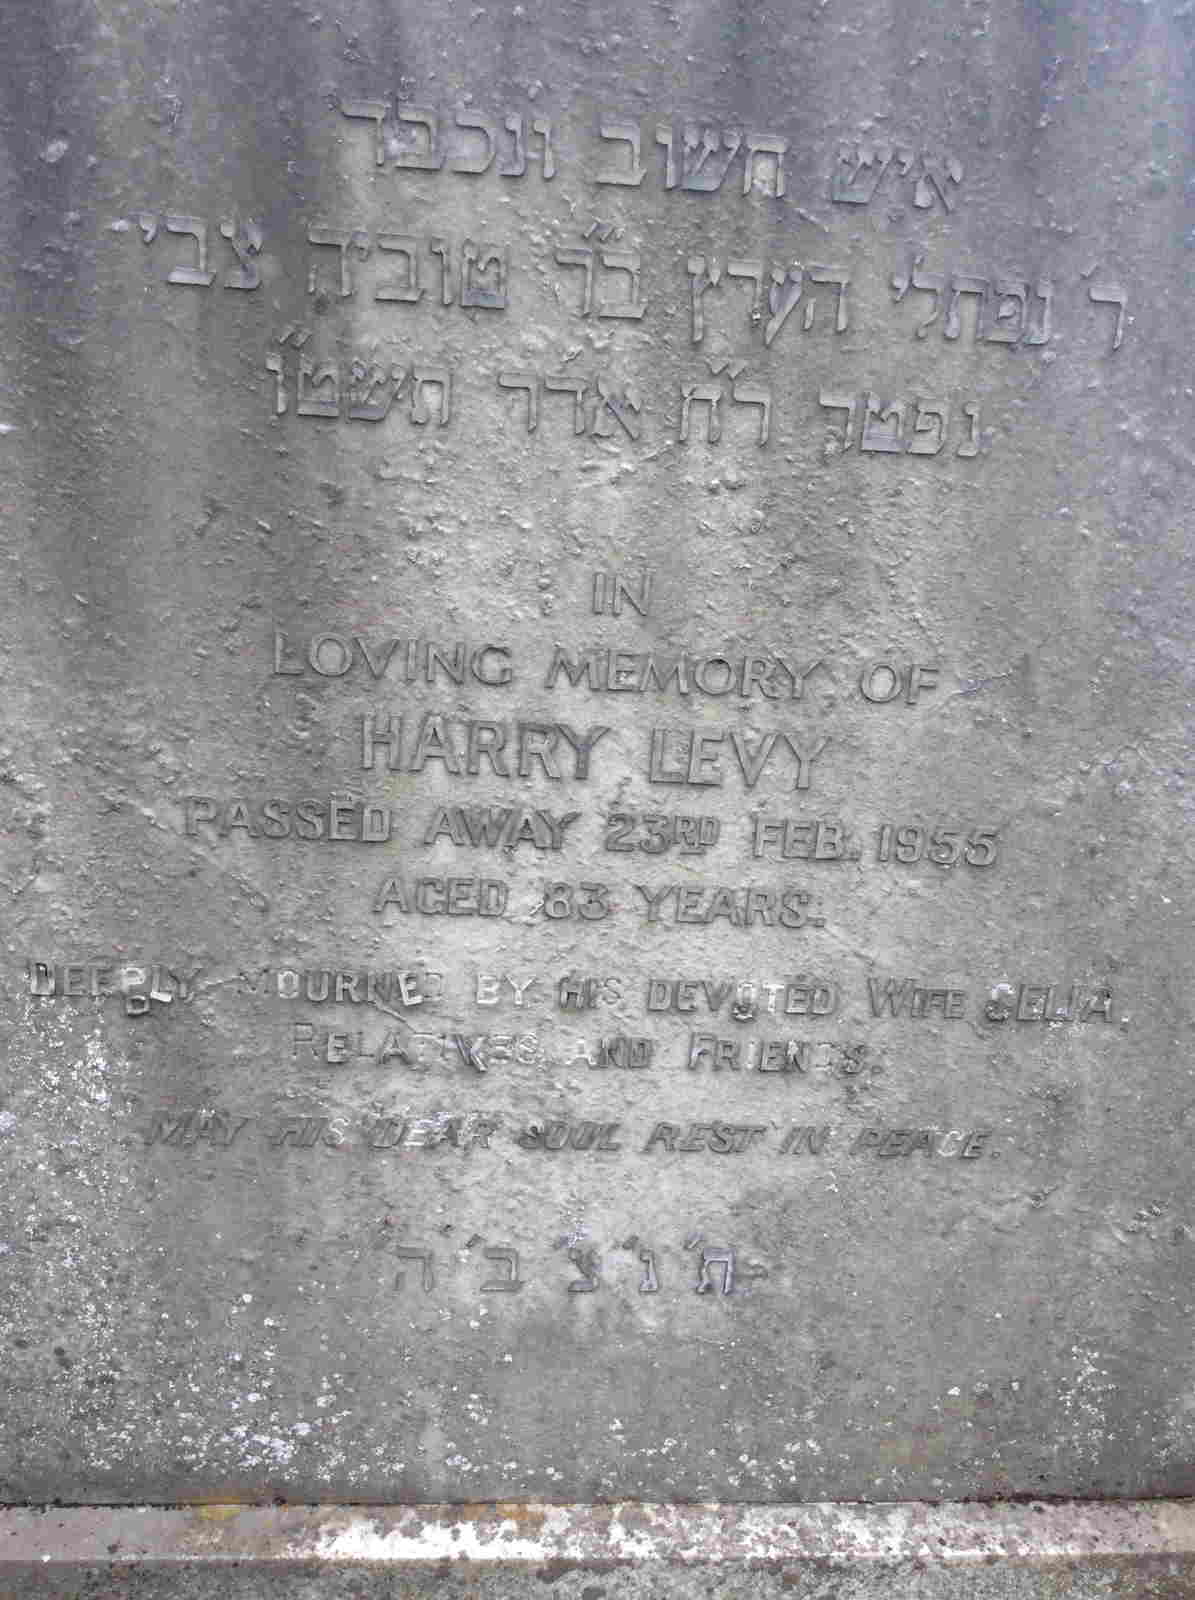 איש חשוב ונכבד
ר׳ נפתלי הערץ ב״ר טוביה צבי
נפטר ר״ח אדר תשט״ו
IN
LOVING MEMORY OF
HARRY LEVY
PASSED AWAY 23RD FEB. 1955
AGED 83 YEARS.
DEEPLY MOURNED BY HIS DEVOTED WIFE CELIA,
RELATIVES AND FRIENDS.
MAY HIS DEAR SOUL REST IN PEACE.
ת׳ נ׳ צ׳ ב׳ ה׳